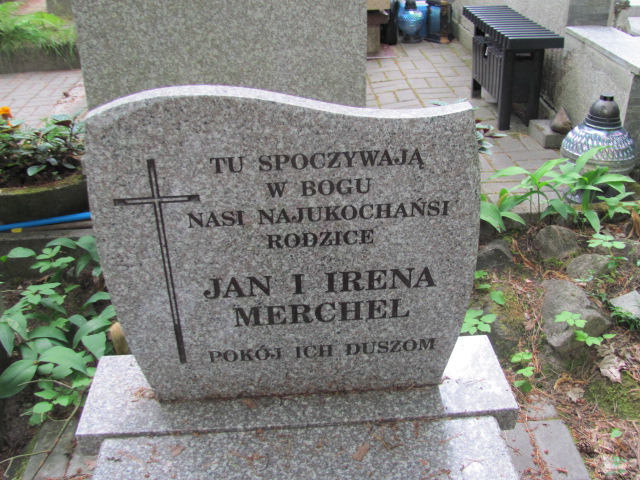 TU SPOCZYWAJĄ
W BOGU
NASI NAJUKOCHAŃSI
RODZICE
JAN I IRENA
MERCHEL
POKÓJ ICH DUSZOM